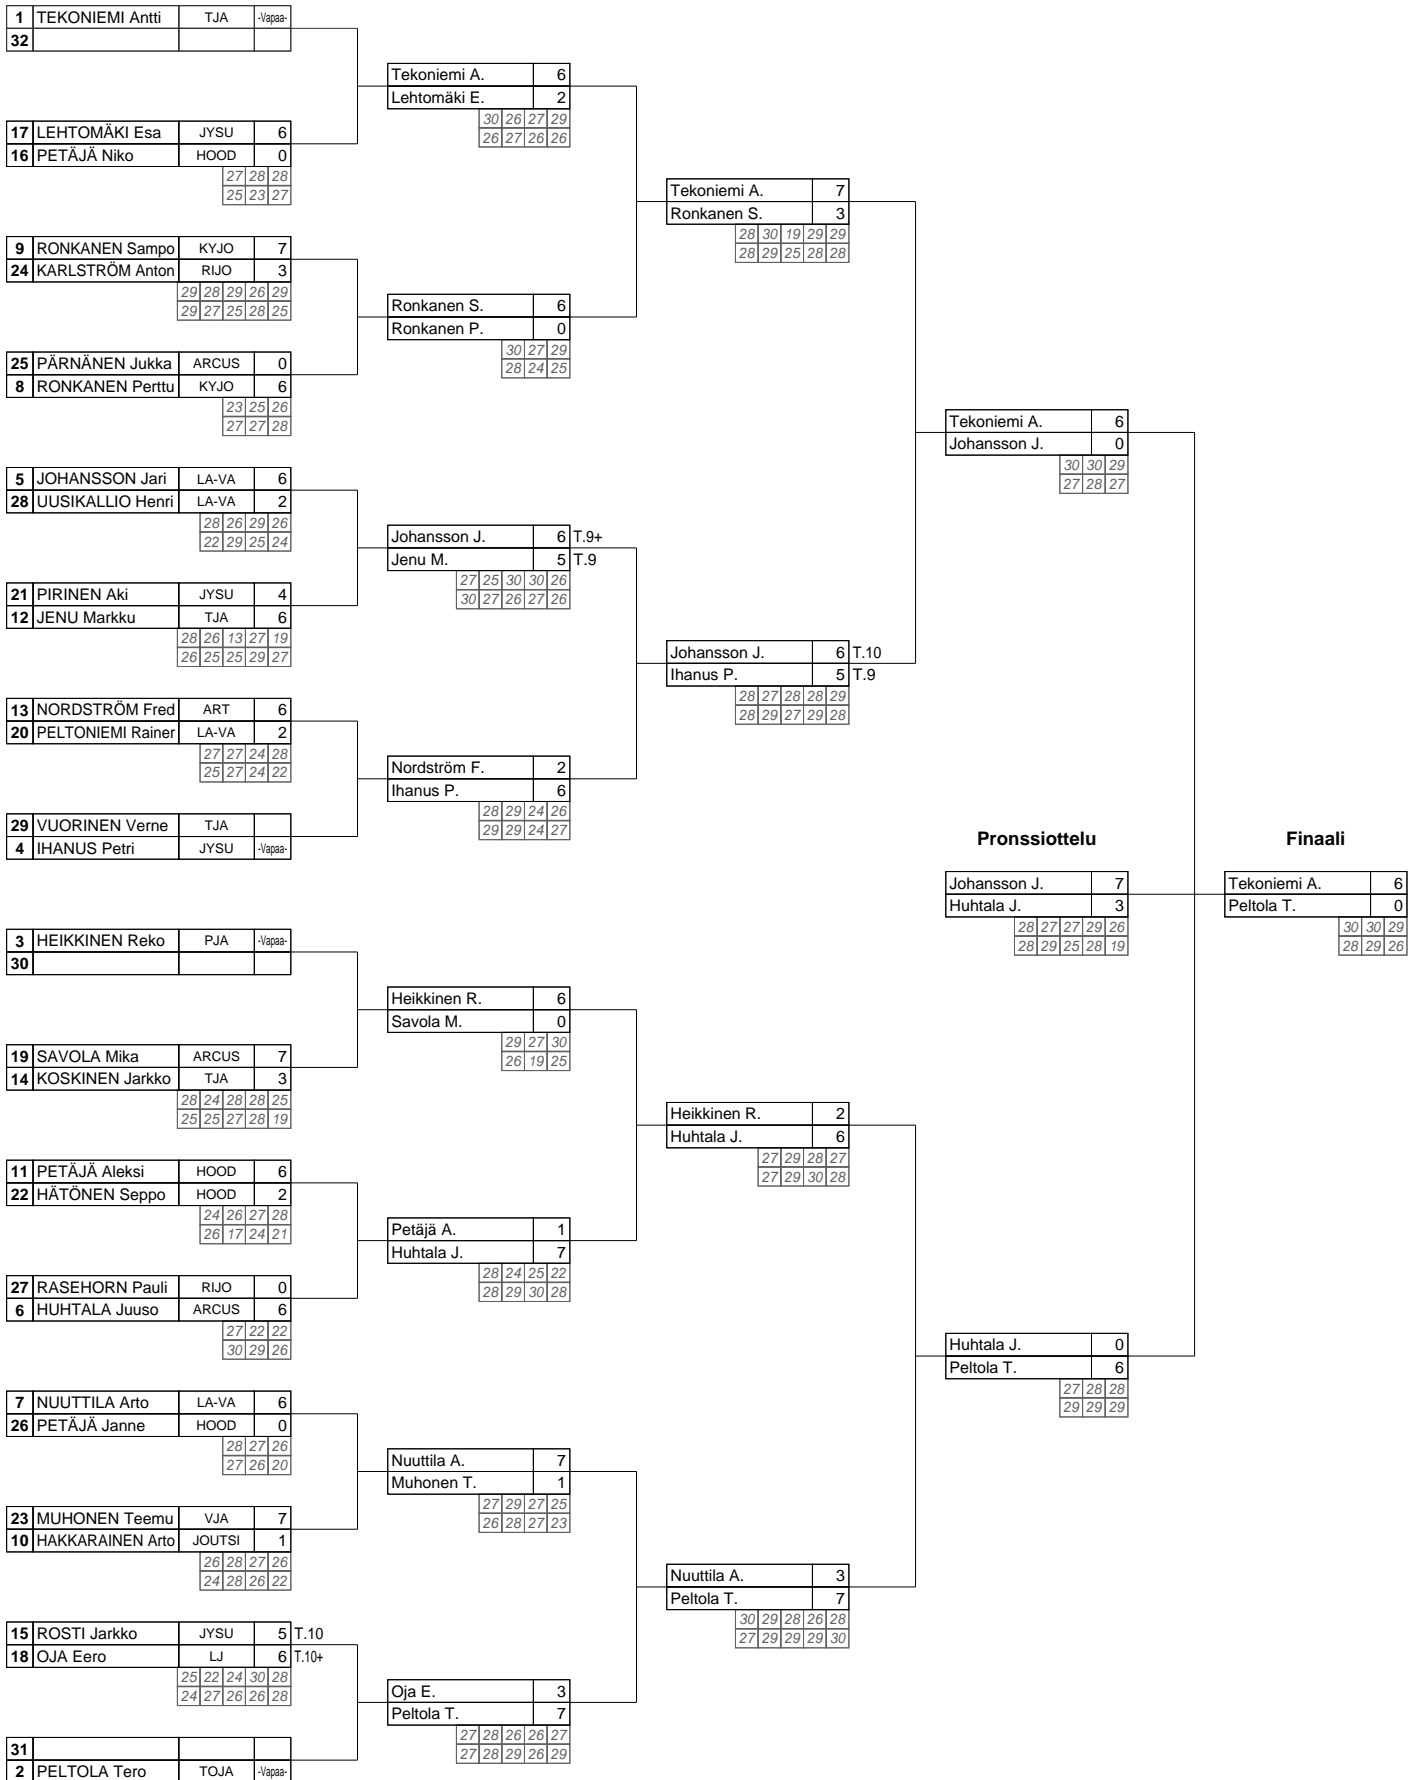 1 TEKONIEMI Antti TJA -Vapaa-
32
Tekoniemi A. 6
Lehtomäki E. 2
30 26 27 29
26 27 26 26
17 LEHTOMÄKI Esa JYSU 6
16 PETÄJÄ Niko HOOD 0
27 28 28
25 23 27
Tekoniemi A. 7
Ronkanen S. 3
28 30 19 29 29
28 29 25 28 28
9 RONKANEN Sampo KYJO 7
24 KARLSTRÖM Anton RIJO 3
29 28 29 26 29
29 27 25 28 25
Ronkanen S. 6
Ronkanen P. 0
30 27 29
28 24 25
25 PÄRNÄNEN Jukka ARCUS 0
8 RONKANEN Perttu KYJO 6
23 25 26
27 27 28
Tekoniemi A. 6
Johansson J. 0
30 30 29
27 28 27
5 JOHANSSON Jari LA-VA 6
28 UUSIKALLIO Henri LA-VA 2
28 26 29 26
22 29 25 24
Johansson J. 6 T.9+
Jenu M. 5 T.9
27 25 30 30 26
30 27 26 27 26
21 PIRINEN Aki JYSU 4
12 JENU Markku TJA 6
28 26 13 27 19
26 25 25 29 27
Johansson J. 6 T.10
Ihanus P. 5 T.9
28 27 28 28 29
28 29 27 29 28
13 NORDSTRÖM Fred ART 6
20 PELTONIEMI Rainer LA-VA 2
27 27 24 28
25 27 24 22
Nordström F. 2
Ihanus P. 6
28 29 24 26
29 29 24 27
29 VUORINEN Verne TJA
4 IHANUS Petri JYSU -Vapaa-
Pronssiottelu Finaali
Johansson J. 7
Huhtala J. 3
28 27 27 29 26
28 29 25 28 19
Tekoniemi A. 6
Peltola T. 0
30 30 29
28 29 26
3 HEIKKINEN Reko PJA -Vapaa-
30
Heikkinen R. 6
Savola M. 0
29 27 30
26 19 25
19 SAVOLA Mika ARCUS 7
14 KOSKINEN Jarkko TJA 3
28 24 28 28 25
25 25 27 28 19
Heikkinen R. 2
Huhtala J. 6
27 29 28 27
27 29 30 28
11 PETÄJÄ Aleksi HOOD 6
22 HÄTÖNEN Seppo HOOD 2
24 26 27 28
26 17 24 21
Petäjä A. 1
Huhtala J. 7
28 24 25 22
28 29 30 28
27 RASEHORN Pauli RIJO 0
6 HUHTALA Juuso ARCUS 6
27 22 22
30 29 26
Huhtala J. 0
Peltola T. 6
27 28 28
29 29 29
7 NUUTTILA Arto LA-VA 6
26 PETÄJÄ Janne HOOD 0
28 27 26
27 26 20
Nuuttila A. 7
Muhonen T. 1
27 29 27 25
26 28 27 23
23 MUHONEN Teemu VJA 7
10 HAKKARAINEN Arto JOUTSI 1
26 28 27 26
24 28 26 22
Nuuttila A. 3
Peltola T. 7
30 29 28 26 28
27 29 29 29 30
15 ROSTI Jarkko JYSU 5 T.10
18 OJA Eero LJ 6 T.10+
25 22 24 30 28
24 27 26 26 28
Oja E. 3
Peltola T. 7
27 28 26 26 27
27 28 29 26 29
31
2 PELTOLA Tero TOJA -Vapaa-